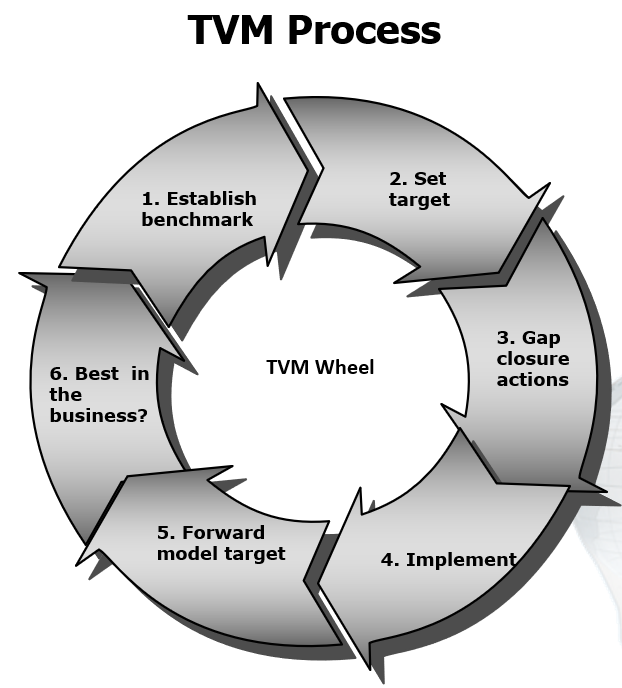 TVM Process
1. Establish
benchmark
2. Set
target
3. Gap
closure
actions
4. Implement
5. Forward
model target
6. Best in
the
business?
TVM Wheel